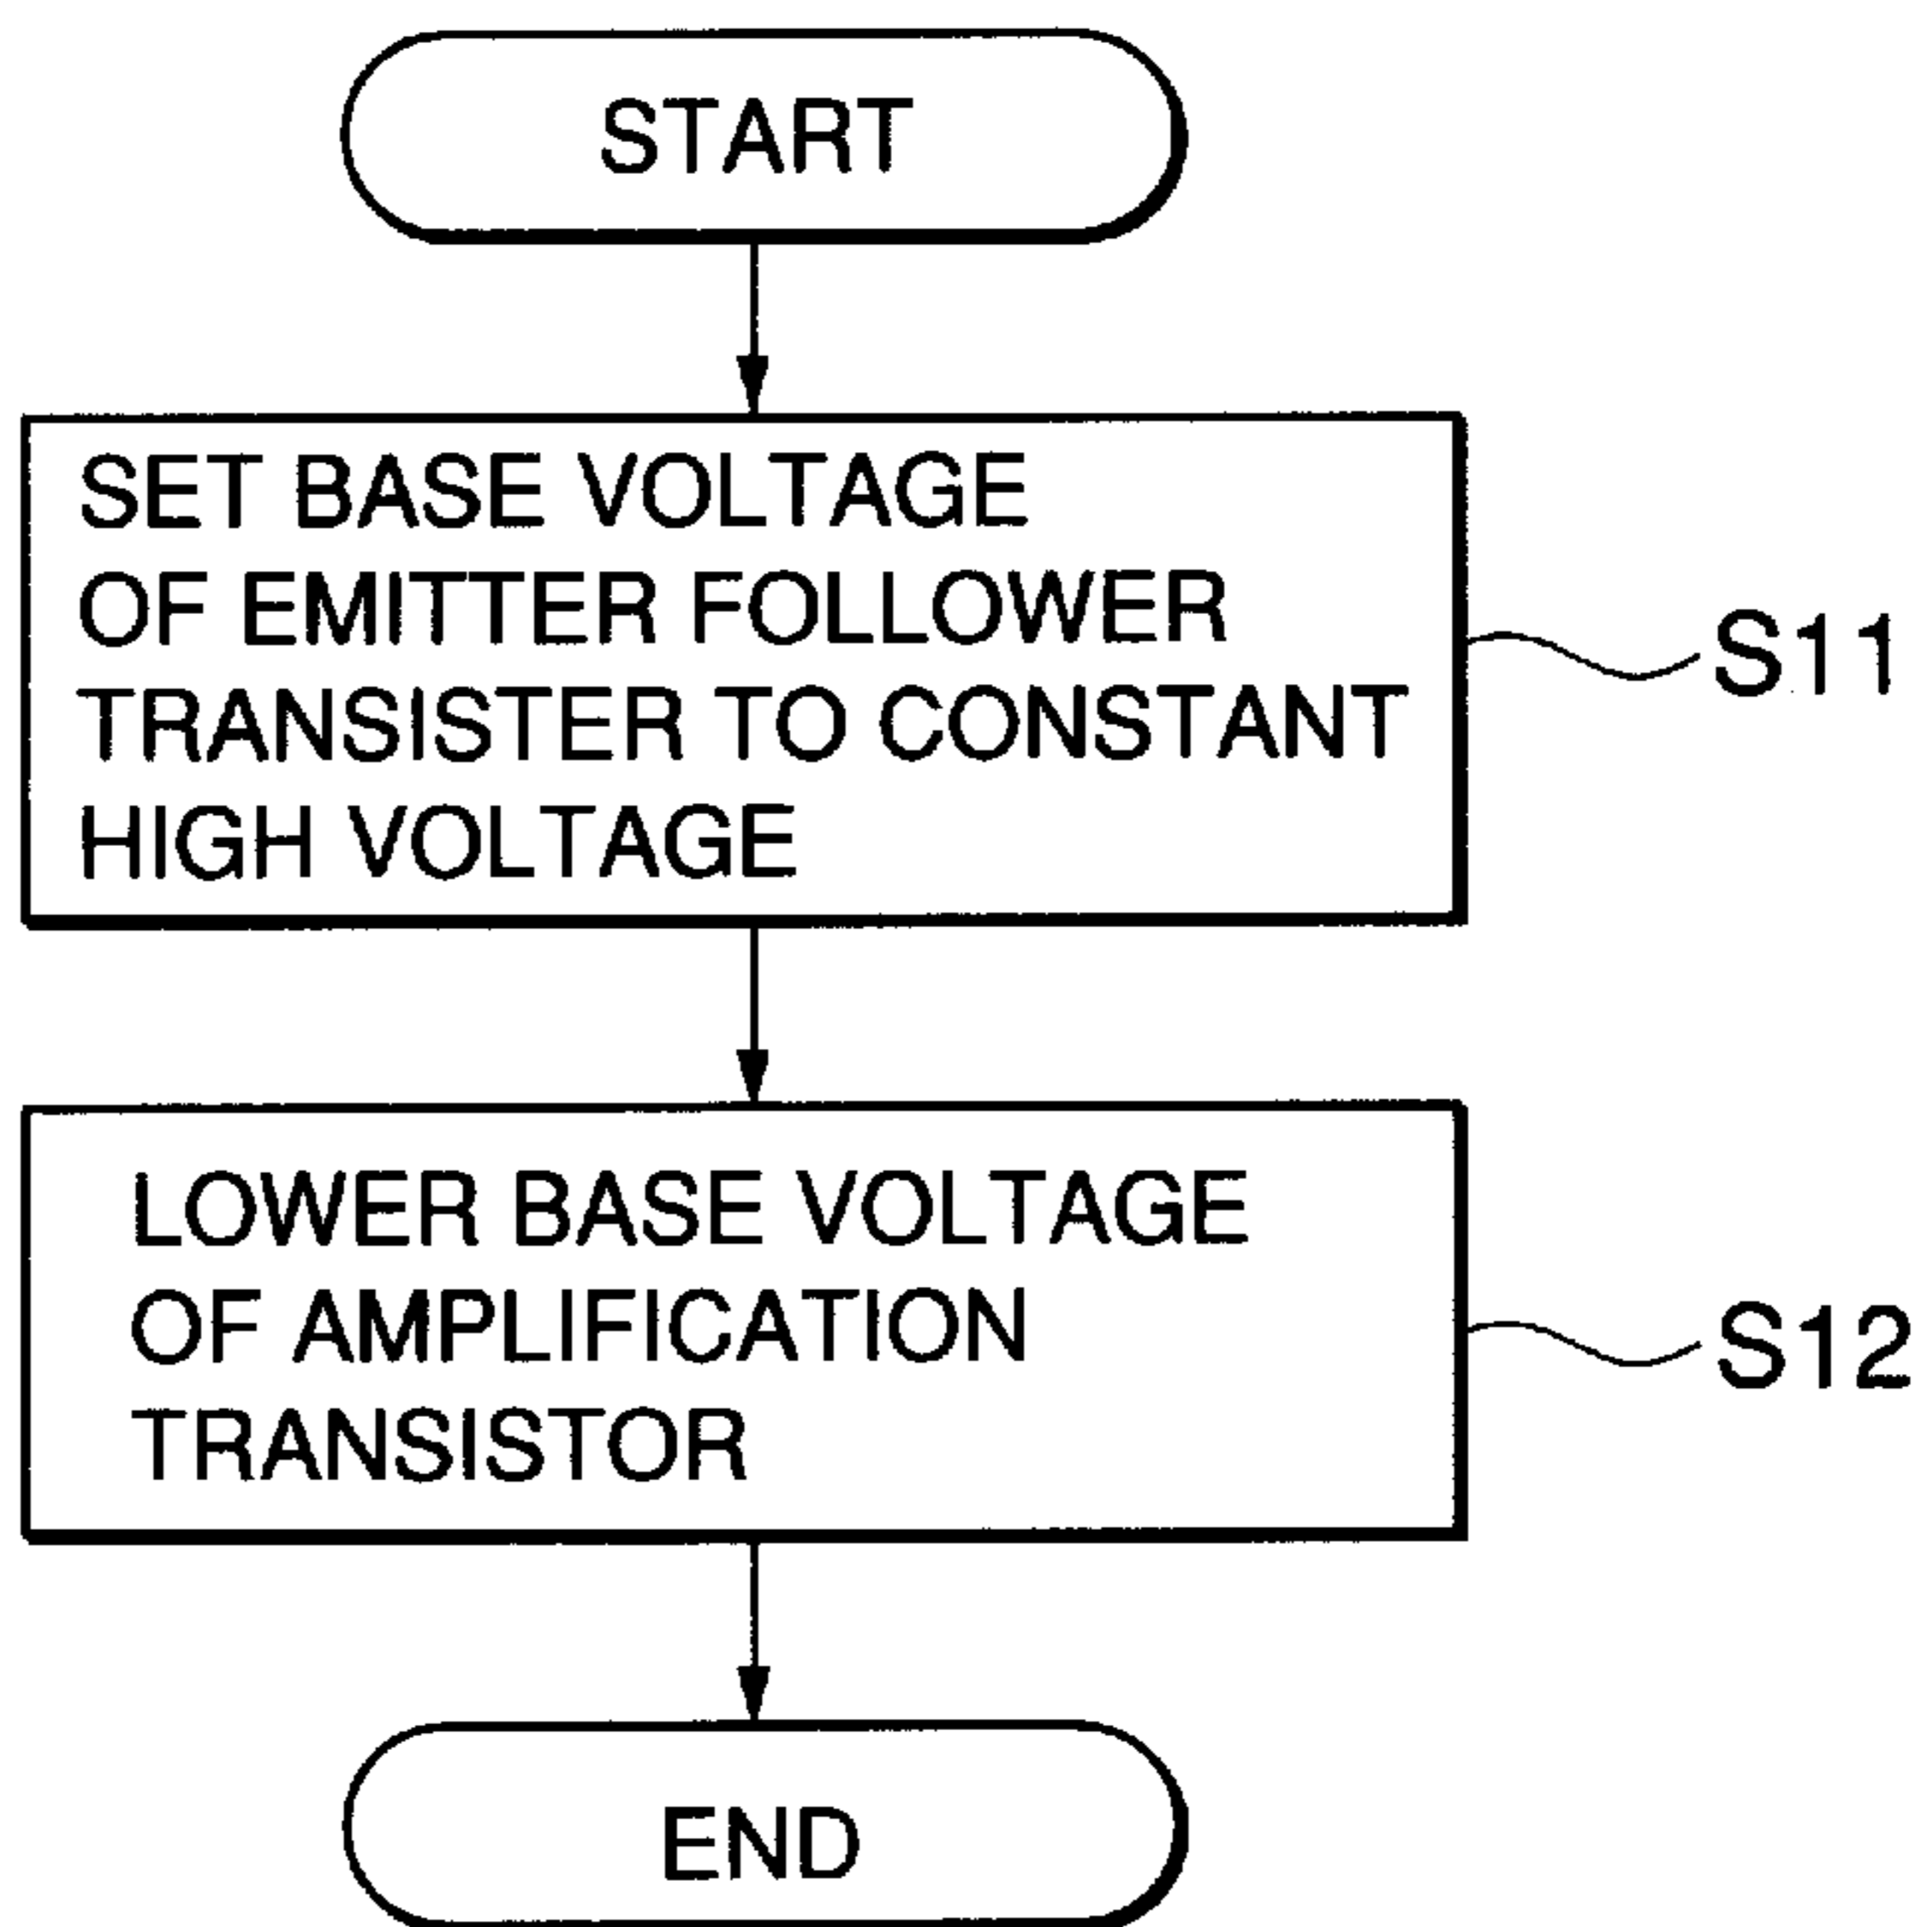 START
SET BASE VOLTAGE
OF EMITTER FOLLOWER
TRANSISTER TO CONSTANT
HIGH VOLTAGE
S11
LOWER BASE VOLTAGE
OF AMPLIFICATION
TRANSISTOR
S12
END